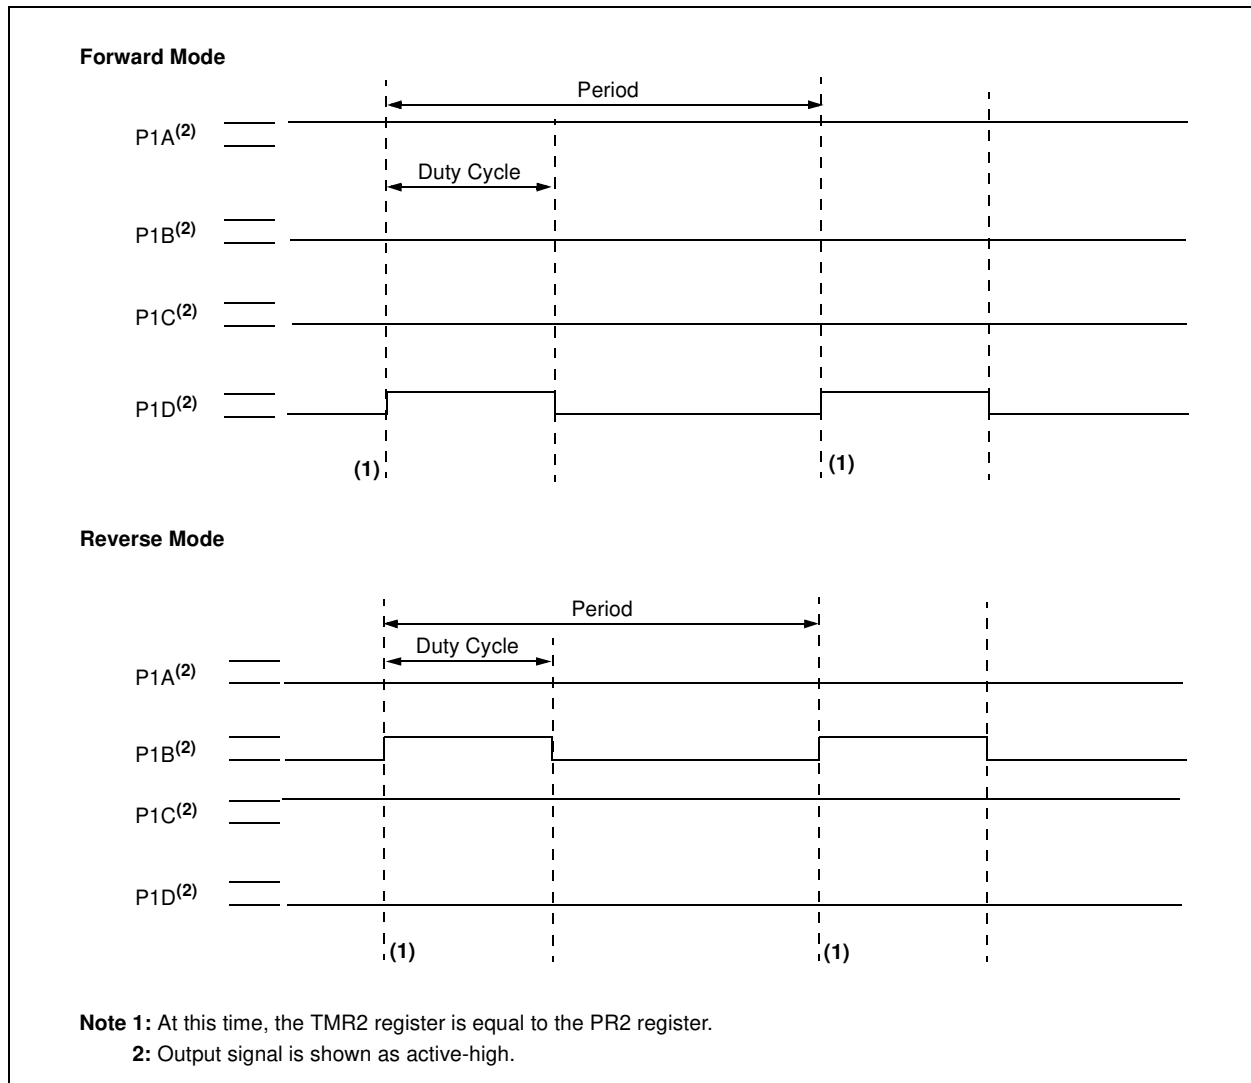 Forward Mode
Period
P1A(2)
Duty Cycle
P1B(2)
P1C(2)
P1D(2)
(1)
(1)
Reverse Mode
Period
Duty Cycle
P1A(2)
P1B(2)
P1C(2)
P1D(2)
(1)
(1)
Note 1: At this time, the TMR2 register is equal to the PR2 register.
2: Output signal is shown as active-high.